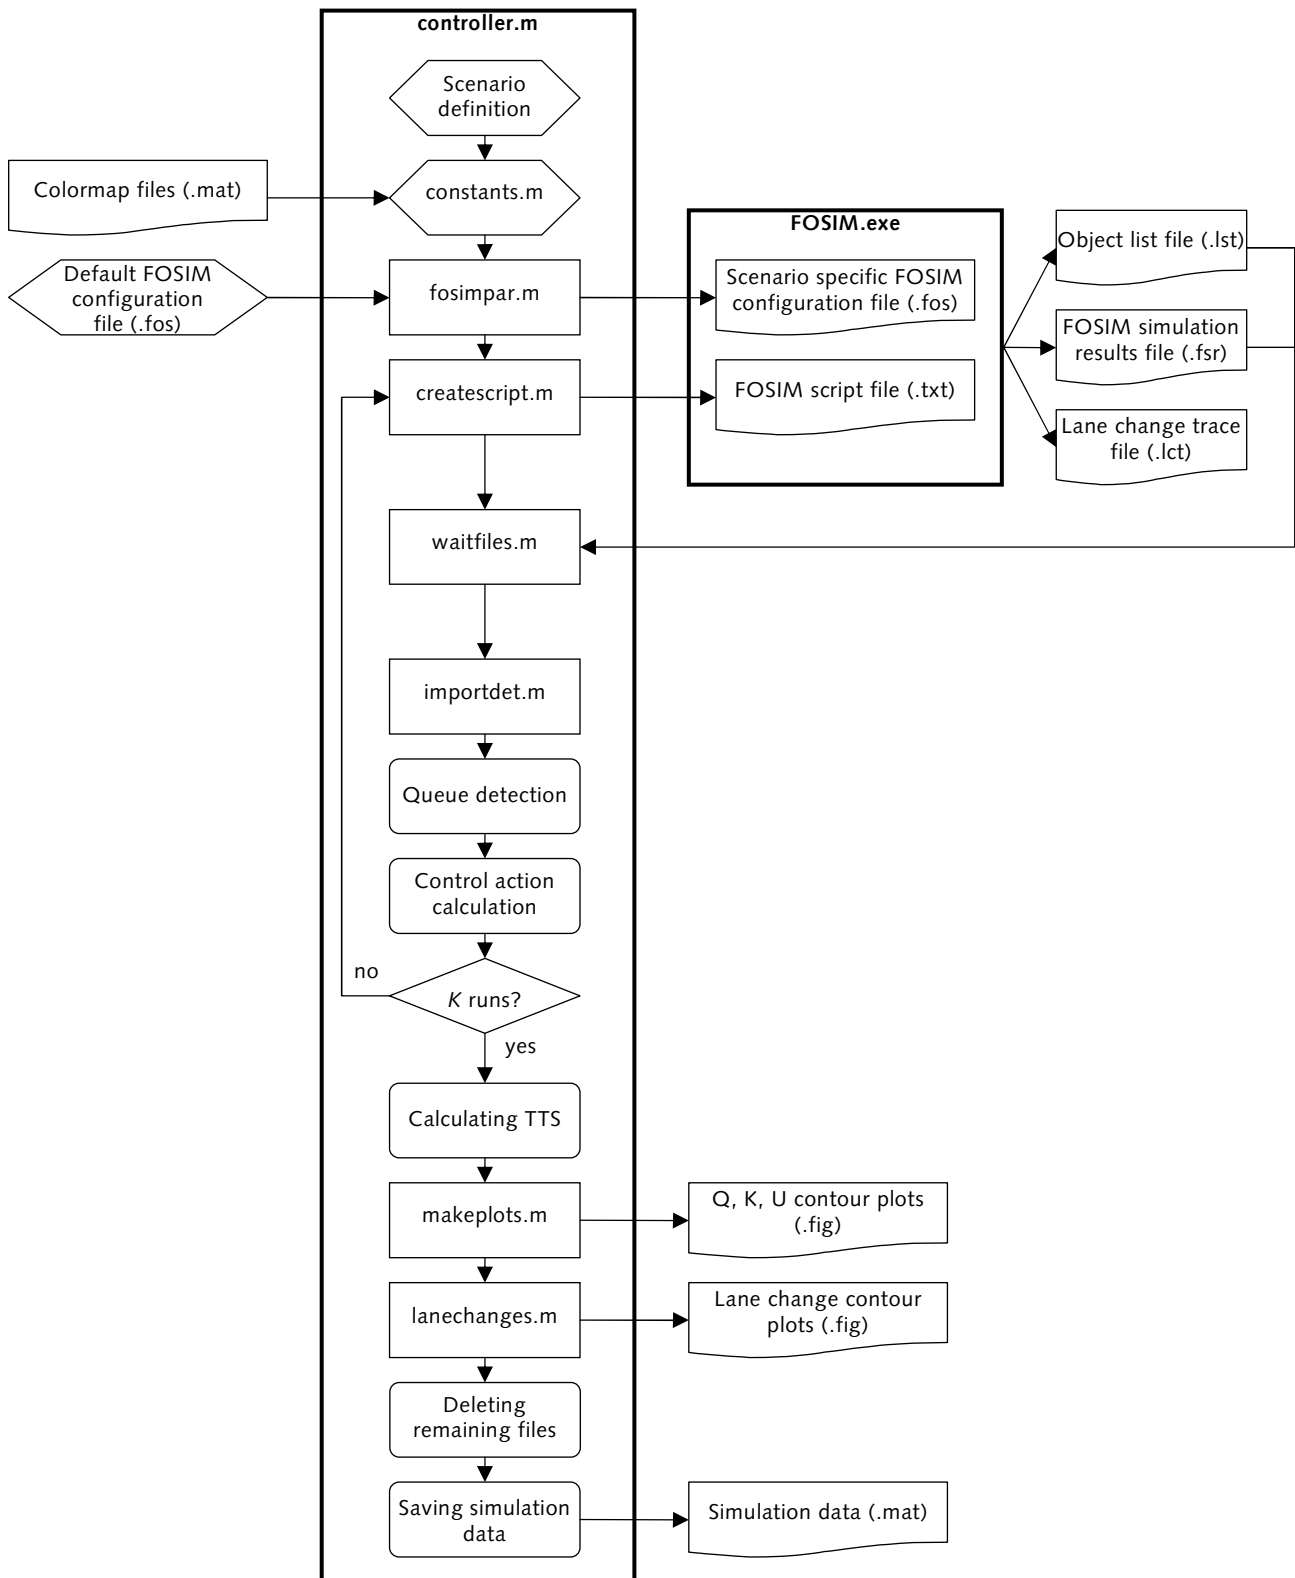 controller.m
Scenario
definition
Colormap files (.mat)
constants.m
FOSIM.exe
Object list file (.lst)
Default FOSIM
configuration
file (.fos)
fosimpar.m
Scenario specific FOSIM
configuration file (.fos)
FOSIM simulation
results file (.fsr)
createscript.m
FOSIM script file (.txt)
Lane change trace
file (.lct)
waitfiles.m
importdet.m
Queue detection
Control action
calculation
no
K runs?
yes
Calculating TTS
makeplots.m
Q, K, U contour plots
(.fig)
lanechanges.m
Lane change contour
plots (.fig)
Deleting
remaining files
Saving simulation
data
Simulation data (.mat)